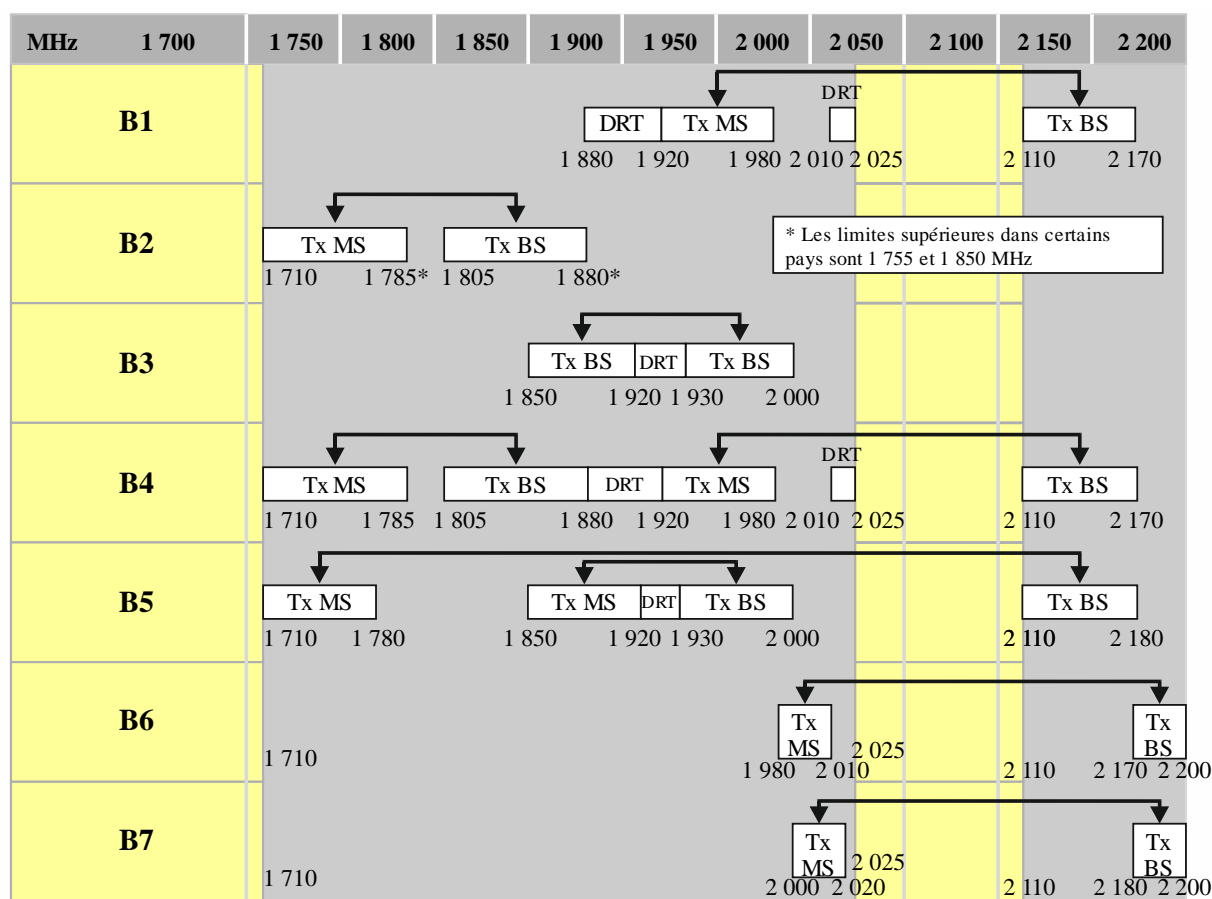 MHz 1 700 1 750 1 800 1 850 1 900 1 950 2 000 2 050 2 100 2 150 2 200
DRT
B1 DRT Tx MS Tx BS
1 880 1 920 1 980 2 010 2 025 2 110 2 170
B2 Tx MS Tx BS
1 710 1 785* 1 805 1 880*
* Les limites supérieures dans certains
pays sont 1 755 et 1 850 MHz
B3 Tx BS DRT Tx BS
1 850 1 920 1 930 2 000
DRT
B4 Tx MS Tx BS DRT Tx MS Tx BS
1 710 1 785 1 805 1 880 1 920 1 980 2 010 2 025 2 110 2 170
B5 Tx MS Tx MS DRT Tx BS Tx BS
1 710 1 780 1 850 1 920 1 930 2 000 2 110 2 180
B6 Tx Tx
MS BS
1 710 2 025
1 980 2 010 2 110 2 170 2 200
B7 Tx Tx
MS BS
1 710 2 025
2 000 2 020 2 110 2 180 2 200